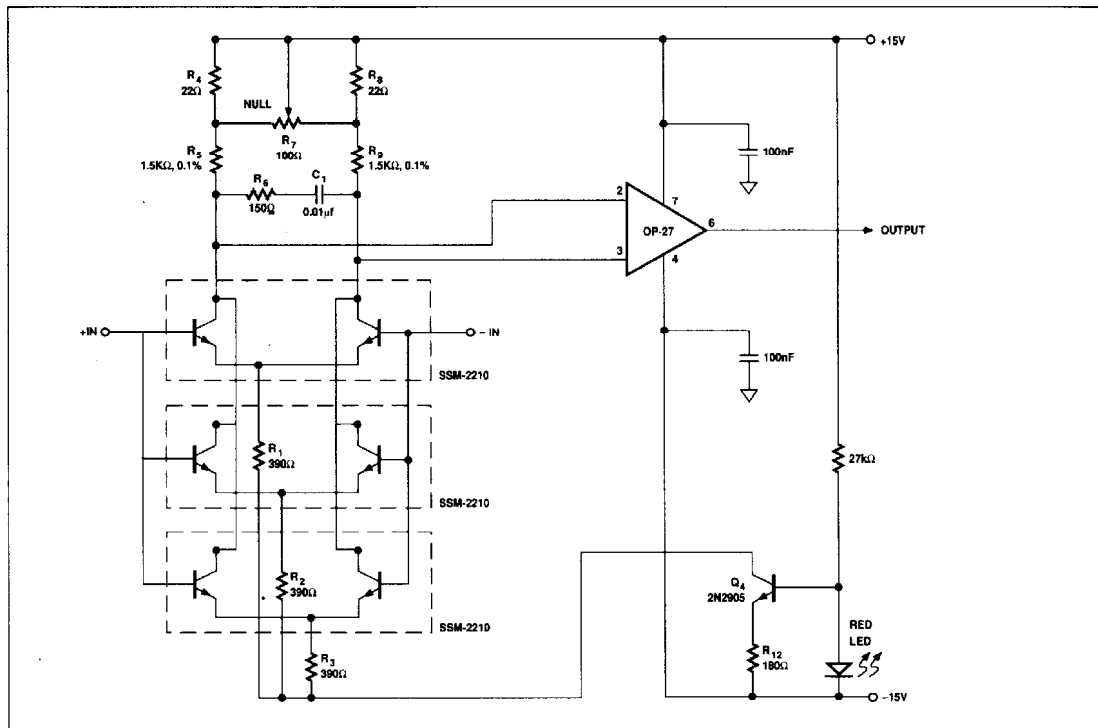 +15V
R4
22Ω
R8
22Ω
NULL
R7
100Ω
R5
1.5KΩ, 0.1%
R9
1.5KΩ, 0.1%
R6
150Ω
C1
0.01µf
100nF
2
7
OP-27
6
OUTPUT
3
4
+IN
– IN
SSM-2210
100nF
R1
390Ω
27kΩ
SSM-2210
R2
390Ω
Q4
2N2905
SSM-2210
RED
LED
R3
390Ω
R12
180Ω
–15V